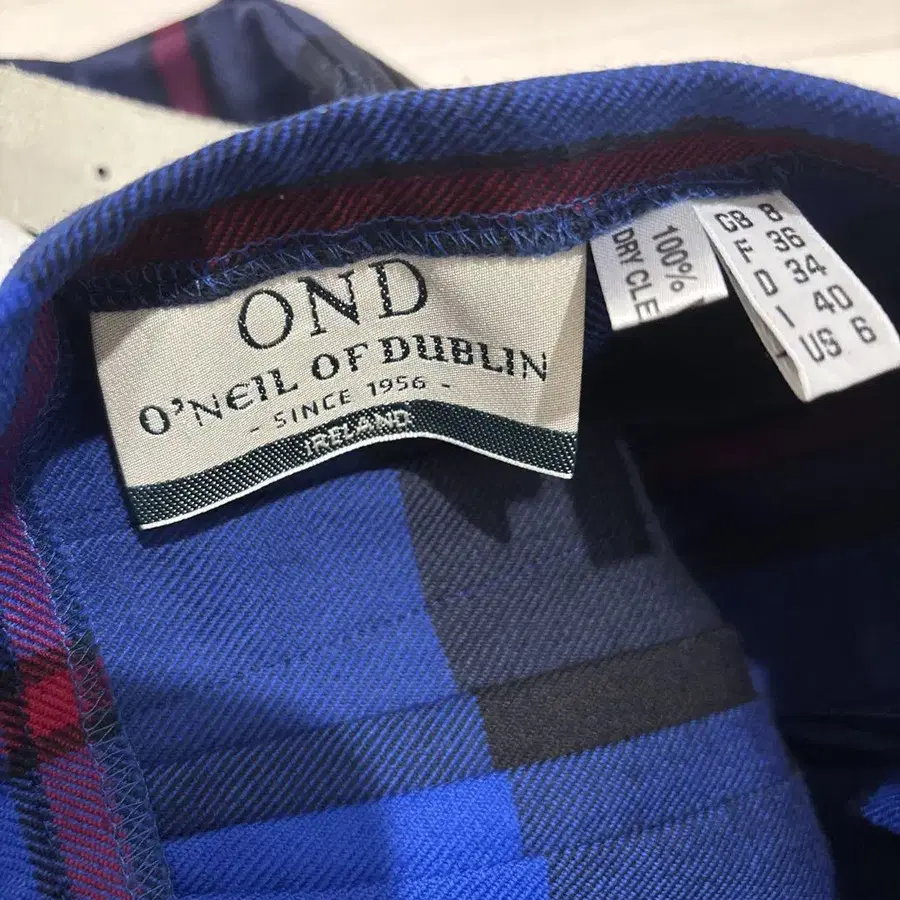 OND
O'NEIL OF DUBLIN
- SINCE 1956 -
IRELAND
100%
DRY CLE
GB 8
F 36
D 34
I 40
US 6